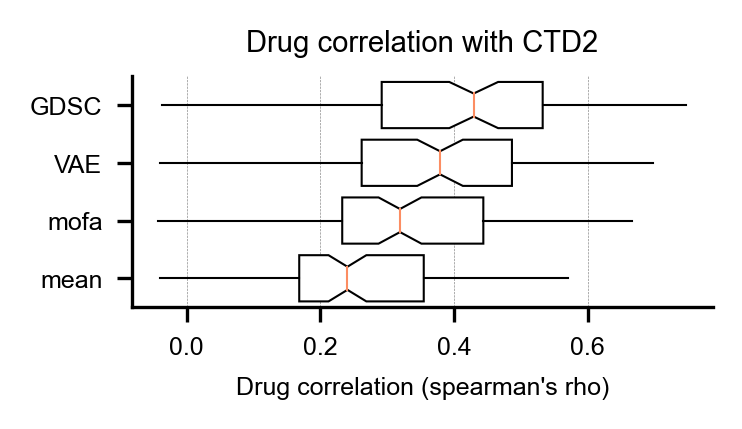 Drug correlation with CTD2
GDSC
VAE
mofa
mean
0.0 0.2 0.4 0.6
Drug correlation (spearman's rho)